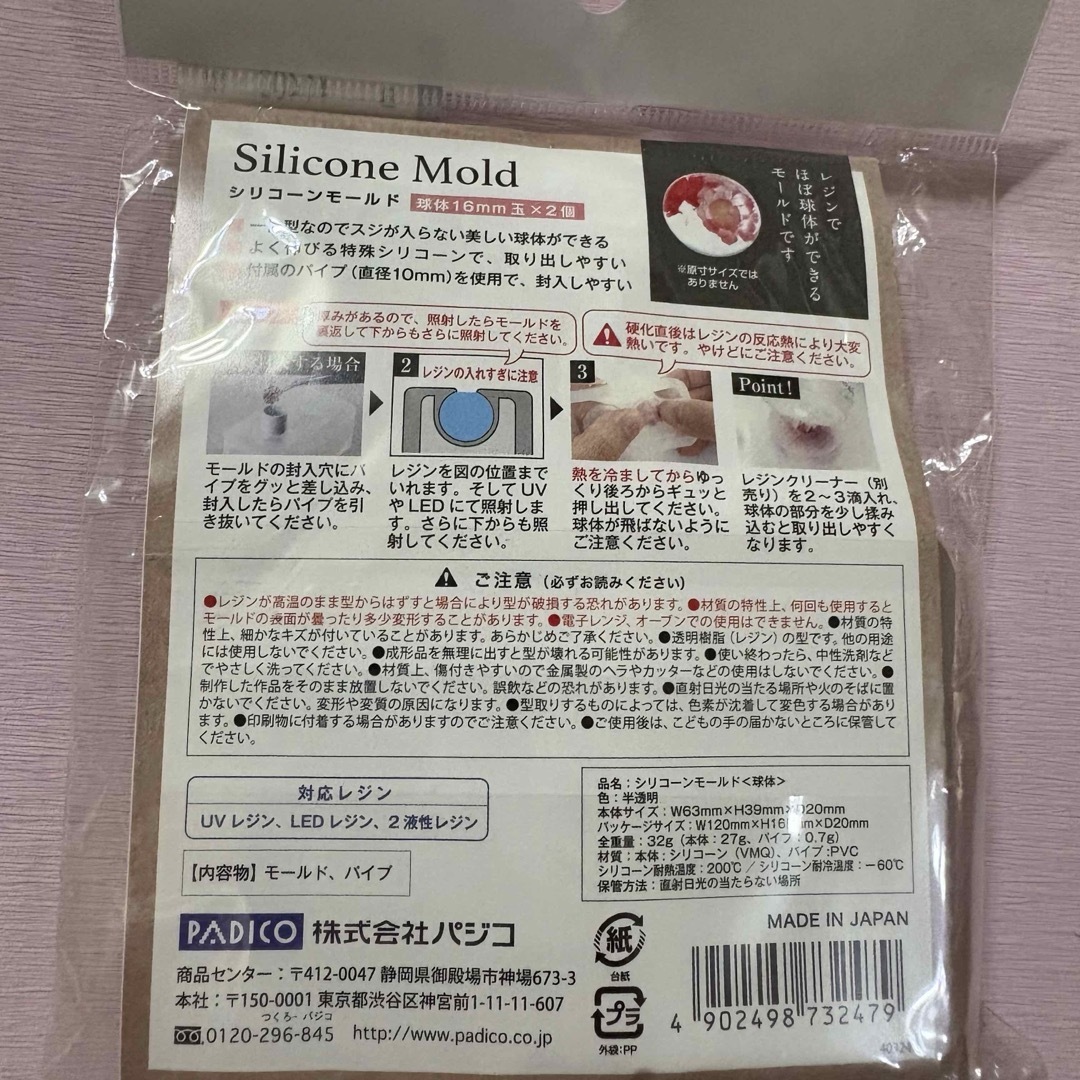 Silicone Mold
シリコーンモールド 球体16mm玉×2個
型なのでスジが入らない美しい球体ができる
よく伸びる特殊シリコーンで、取り出しやすい
付属のパイプ(直径10mm)を使用で、封入しやすい
レジンで
ほぼ球体ができる
モールドです
※原寸サイズでは
ありません
厚みがあるので、照射したらモールドを
裏返して下からもさらに照射してください。
硬化直後はレジンの反応熱により大変
熱いです。やけどにご注意ください。
する場合
モールドの封入穴にパ
イプをグッと差し込み、
封入したらパイプを引
き抜いてください。
2 レジンの入れすぎに注意
レジンを図の位置まで
いれます。そしてUV
やLEDにて照射しま
す。さらに下からも照
射してください。
3
熱を冷ましてからゆっ
くり後ろからギュッと
押し出してください。
球体が飛ばないように
ご注意ください。
Point!
レジンクリーナー(別
売り)を2~3滴入れ、
球体の部分を少し揉み
込むと取り出しやすく
なります。
ご注意(必ずお読みください)
●レジンが高温のまま型からはずすと場合により型が破損する恐れがあります。●材質の特性上、何回も使用すると
モールドの表面が曇ったり多少変形することがあります。●電子レンジ、オーブンでの使用はできません。●材質の特
性上、細かなキズが付いていることがあります。あらかじめご了承ください。●透明樹脂(レジン)の型です。他の用途
には使用しないでください。●成形品を無理に出すと型が壊れる可能性があります。●使い終わったら、中性洗剤など
でやさしく洗ってください。●材質上、傷付きやすいので金属製のヘラやカッターなどの使用はしないでください。●
制作した作品をそのまま放置しないでください。誤飲などの恐れがあります。●直射日光の当たる場所や火のそばに置
かないでください。変形や変質の原因になります。●型取りするものによっては、色素が沈着して変色する場合があり
ます。●印刷物に付着する場合がありますのでご注意ください。●ご使用後は、こどもの手の届かないところに保管して
ください。
対応レジン
UVレジン、LEDレジン、2液性レジン
【内容物】モールド、パイプ
品名:シリコーンモールド<球体>
色:半透明
本体サイズ:W63mm×H39mm×D20mm
パッケージサイズ:W120mm×H16 mm×D20mm
全重量:32g(本体:27g、パイプ:0.7g)
材質:本体:シリコーン(VMQ)、パイプ:PVC
シリコーン耐熱温度:200℃/シリコーン耐冷温度:-60℃
保管方法:直射日光の当たらない場所
PADICO 株式会社パジコ
商品センター:〒412-0047 静岡県御殿場市神場673-3
本社:〒150-0001 東京都渋谷区神宮前1-11-11-607
つくろー パジコ
0120-296-845 http://www.padico.co.jp
紙
台紙
プラ
外袋:PP
MADE IN JAPAN
4 902498 732479